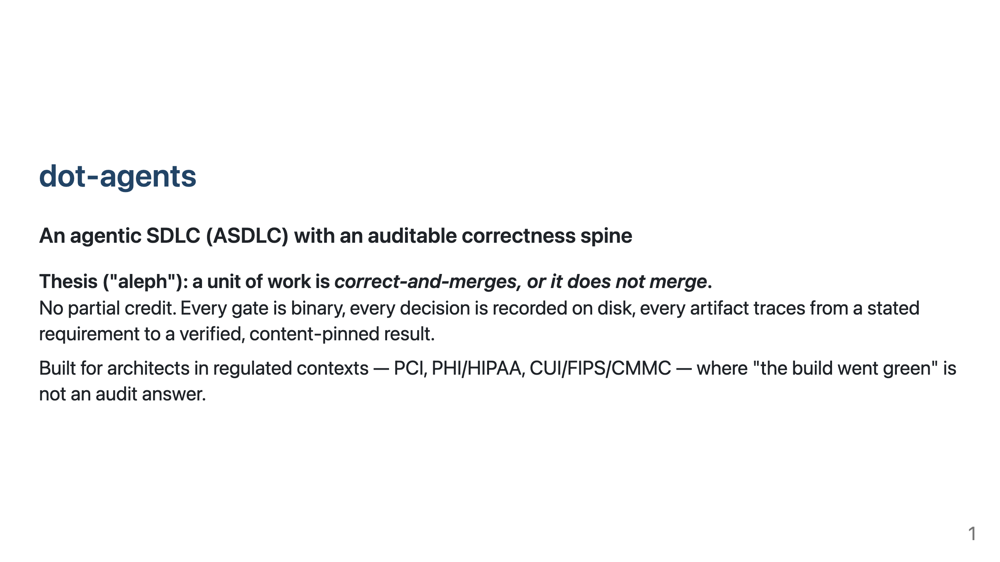 dot-agents
An agentic SDLC (ASDLC) with an auditable correctness spine
Thesis ("aleph"): a unit of work is correct-and-merges, or it does not merge.
No partial credit. Every gate is binary, every decision is recorded on disk, every artifact traces from a stated
requirement to a verified, content-pinned result.
Built for architects in regulated contexts — PCI, PHI/HIPAA, CUI/FIPS/CMMC — where "the build went green" is
not an audit answer.
1